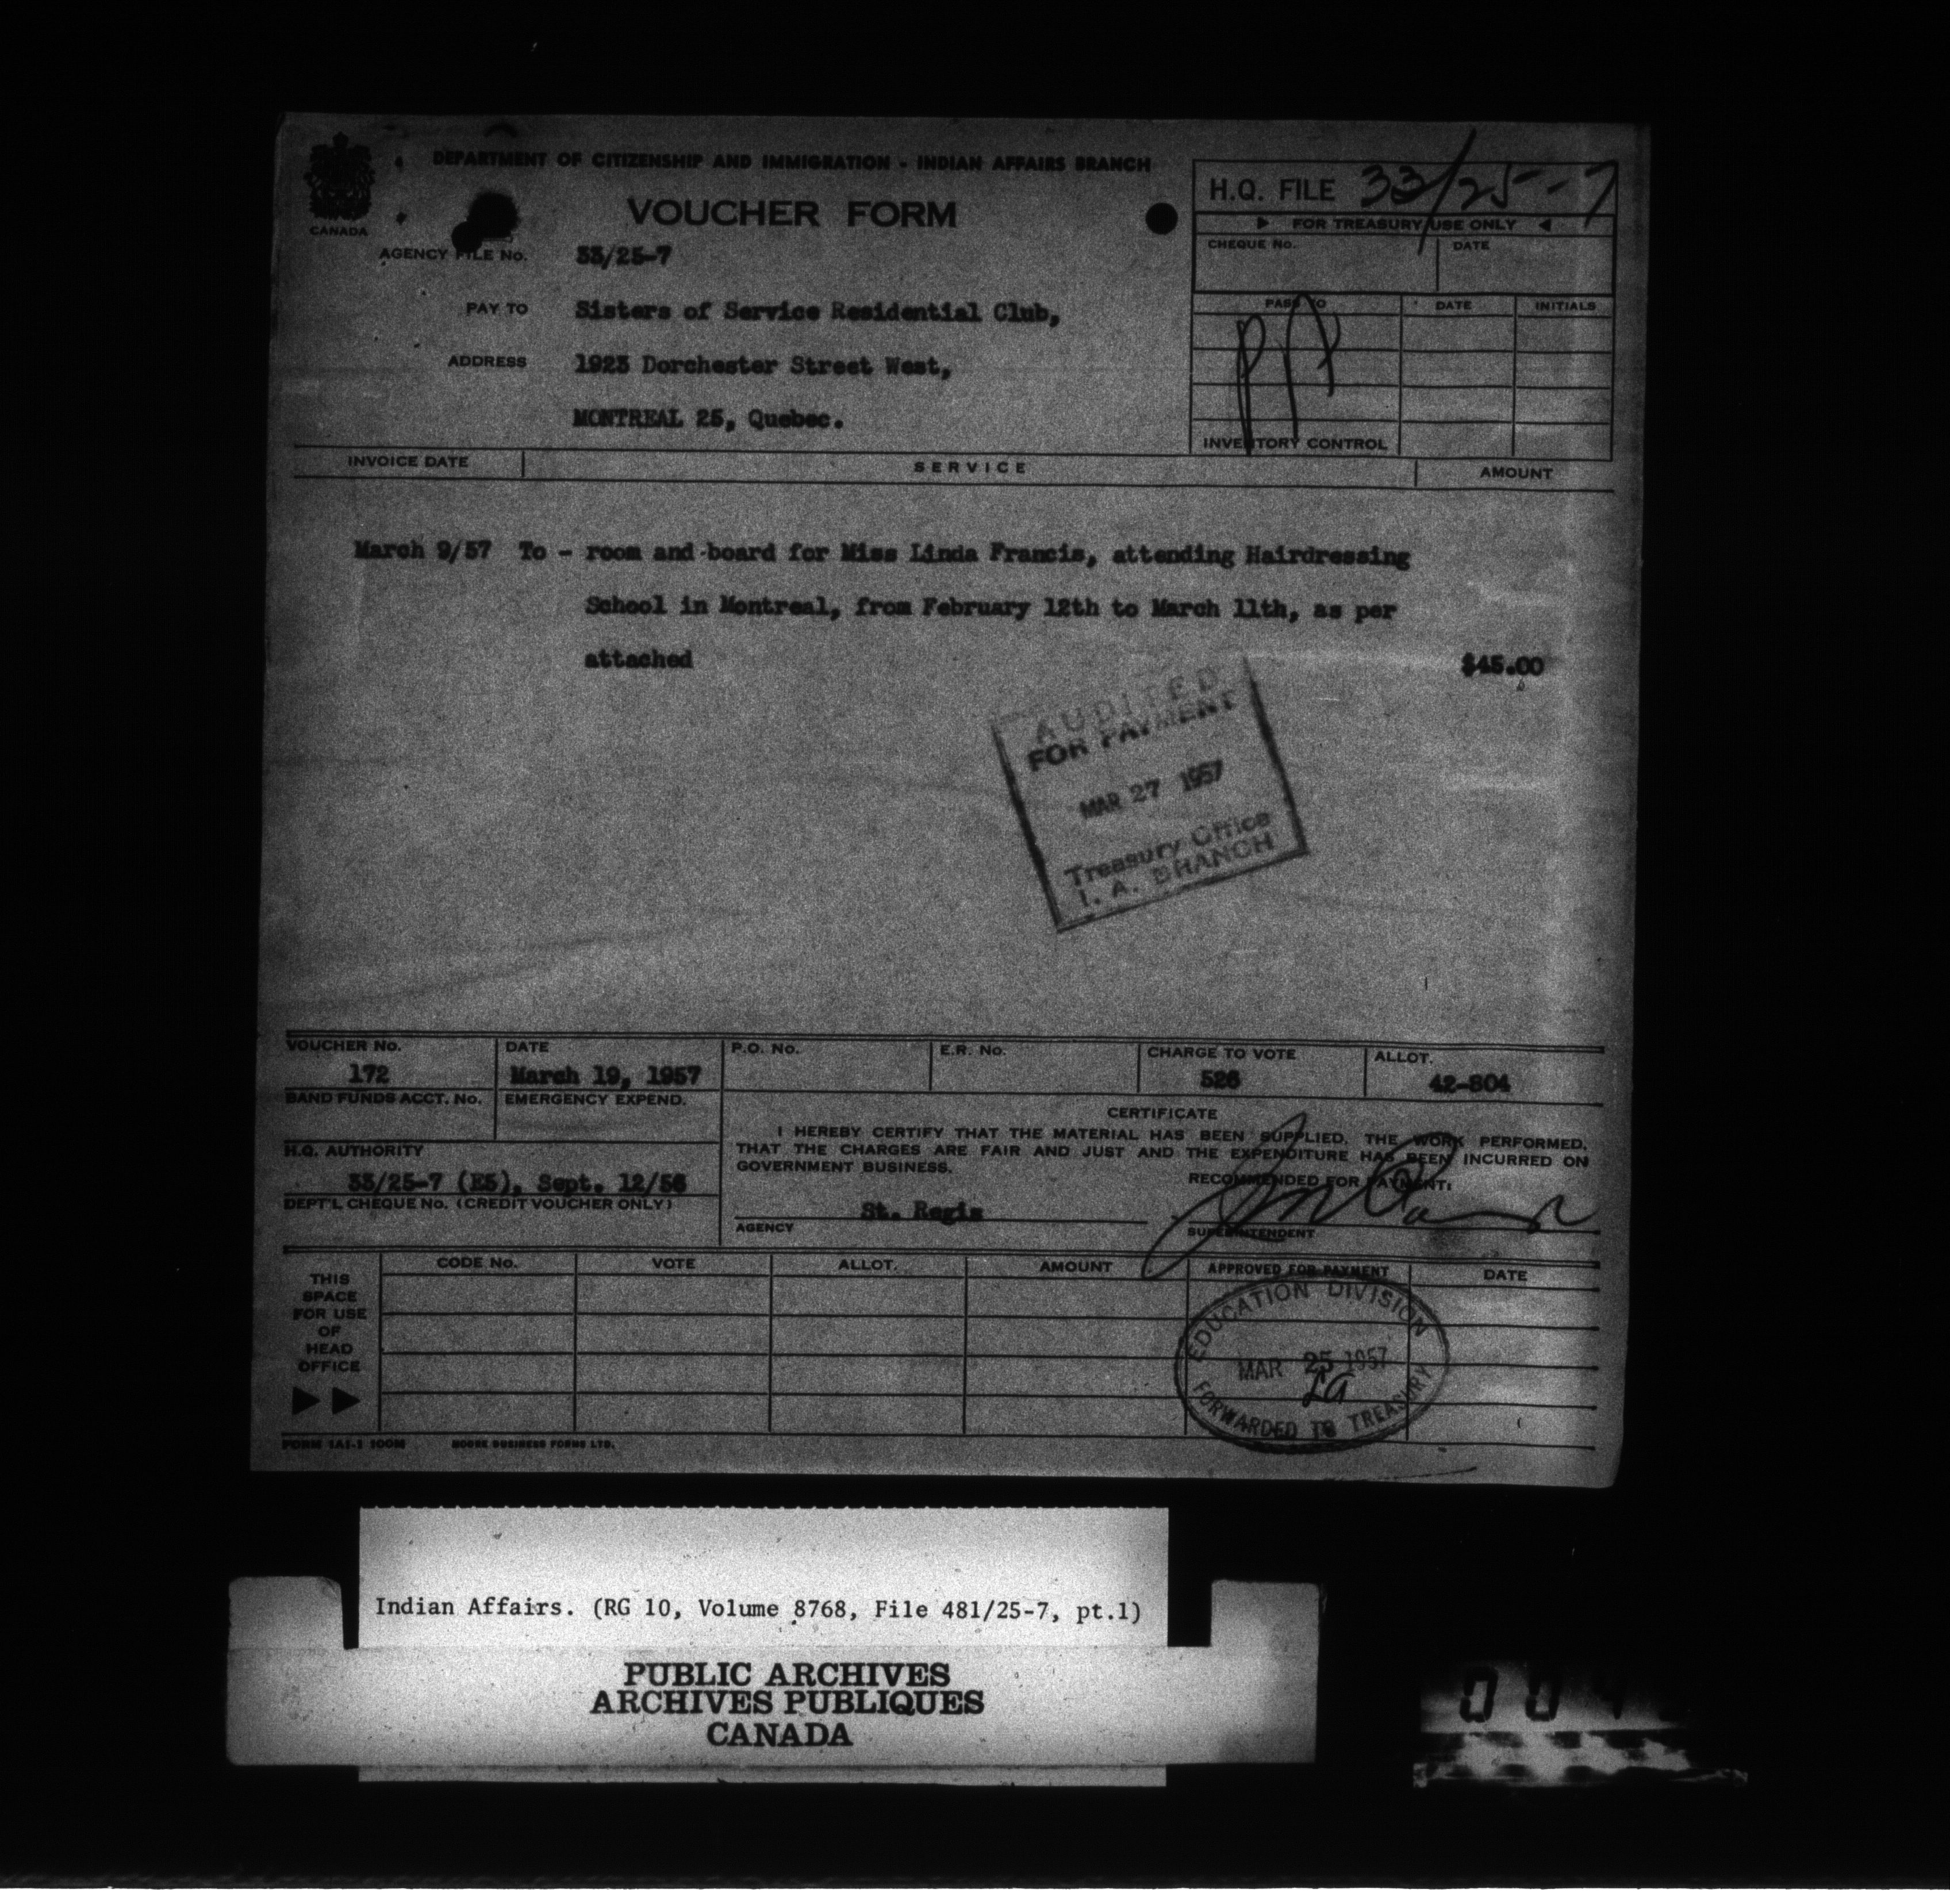 DEPARTMENT OF CITIZENSHIP AND IMMIGRATION - INDIAN AFFAIRS BRANCH
CANADA
VOUCHER FORM
H.Q. FILE 33/25-7
FOR TREASURY USE ONLY
CHEQUE No. DATE
AGENCY FILE No. 33/25-7
PAY TO Sisters of Service Residential Club,
PASS TO DATE INITIALS
ADDRESS 1923 Dorchester Street West,
MONTREAL 25, Quebec.
INVENTORY CONTROL
INVOICE DATE SERVICE AMOUNT
March 9/57 To - room and board for Miss Linda Francis, attending Hairdressing
School in Montreal, from February 12th to March 11th, as per
attached $45.00
AUDITED
FOR PAYMENT
MAR 27 1957
Treasury Office
I. A. BRANCH
VOUCHER No. DATE P.O. No. E.R. No. CHARGE TO VOTE ALLOT.
172 March 19, 1957 526 42-804
BAND FUNDS ACCT. No. EMERGENCY EXPEND.
CERTIFICATE
I HEREBY CERTIFY THAT THE MATERIAL HAS BEEN SUPPLIED, THE WORK PERFORMED,
THAT THE CHARGES ARE FAIR AND JUST AND THE EXPENDITURE HAS BEEN INCURRED ON
GOVERNMENT BUSINESS.
H.Q. AUTHORITY
33/25-7 (E5), Sept. 12/56
RECOMMENDED FOR PAYMENT:
DEPT'L CHEQUE No. (CREDIT VOUCHER ONLY)
St. Regis
AGENCY
SUPERINTENDENT
CODE No. VOTE ALLOT. AMOUNT APPROVED FOR PAYMENT DATE
THIS
SPACE
FOR USE
OF
HEAD
OFFICE
EDUCATION DIVISION
MAR 25 1957
FORWARDED TO TREASURY
FORM 1A1-1 100M MOORE BUSINESS FORMS LTD.
Indian Affairs. (RG 10, Volume 8768, File 481/25-7, pt.1)
PUBLIC ARCHIVES
ARCHIVES PUBLIQUES
CANADA